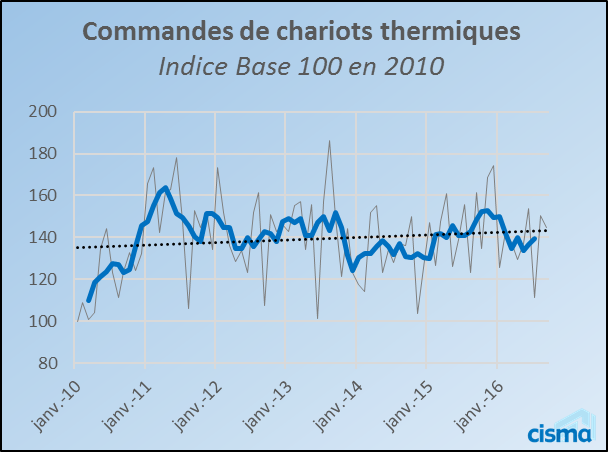 Commandes de chariots thermiques
Indice Base 100 en 2010
200
180
160
140
120
100
80
janv.-10
janv.-11
janv.-12
janv.-13
janv.-14
janv.-15
janv.-16
cisma